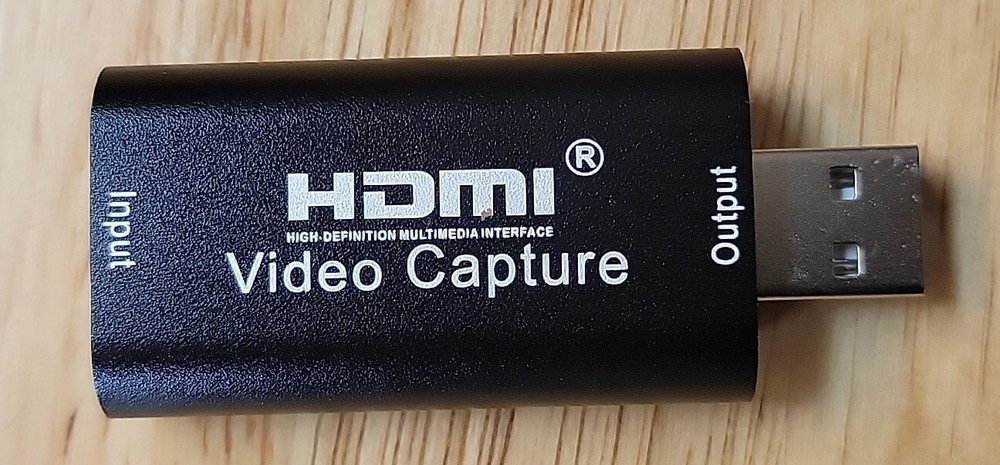 Input
HDMI®
HIGH-DEFINITION MULTIMEDIA INTERFACE
Video Capture
Output